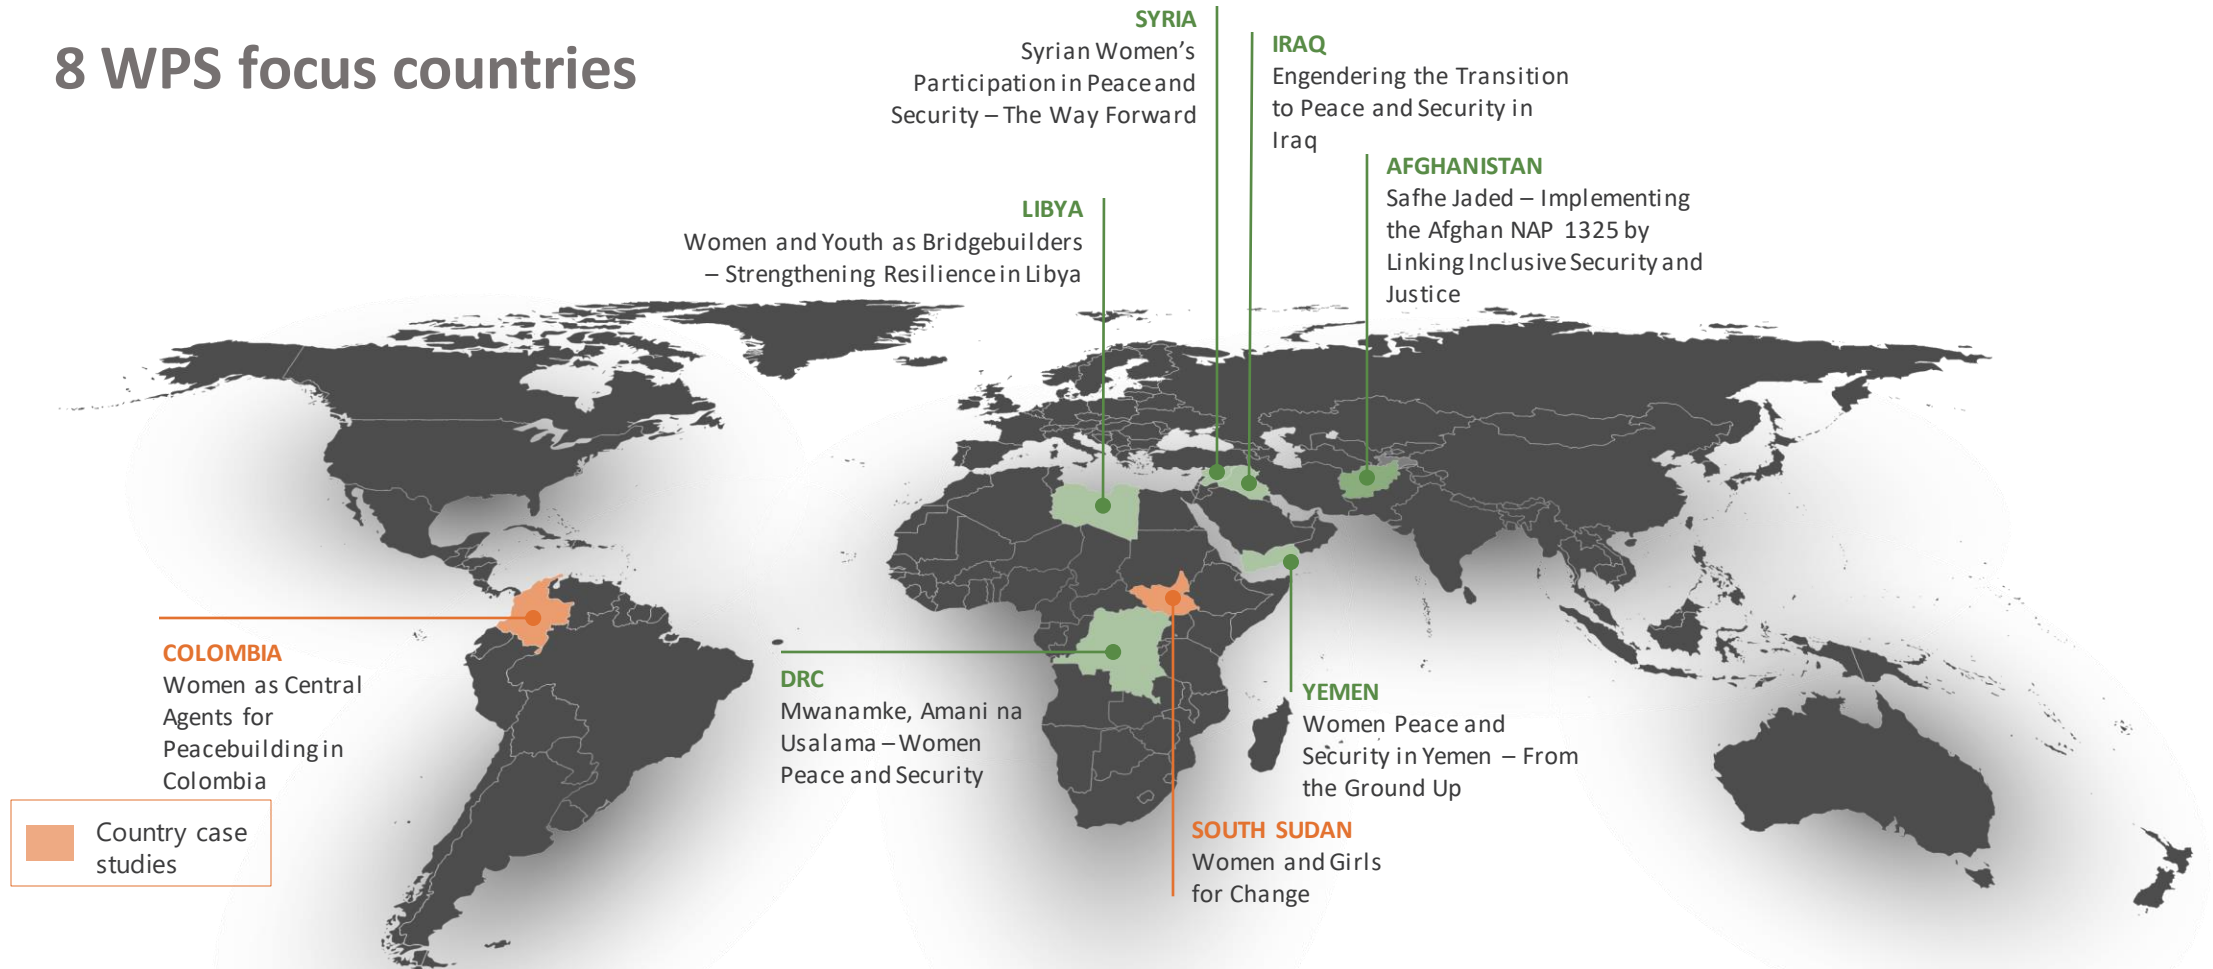 8 WPS focus countries
SYRIA
Syrian Women's
Participation in Peace and
Security – The Way Forward
IRAQ
Engendering the Transition
to Peace and Security in
Iraq
AFGHANISTAN
Safhe Jaded – Implementing
the Afghan NAP 1325 by
Linking Inclusive Security and
Justice
LIBYA
Women and Youth as Bridgebuilders
– Strengthening Resilience in Libya
COLOMBIA
Women as Central
Agents for
Peacebuilding in
Colombia
DRC
Mwanamke, Amani na
Usalama – Women
Peace and Security
YEMEN
Women Peace and
Security in Yemen – From
the Ground Up
SOUTH SUDAN
Women and Girls
for Change
Country case
studies